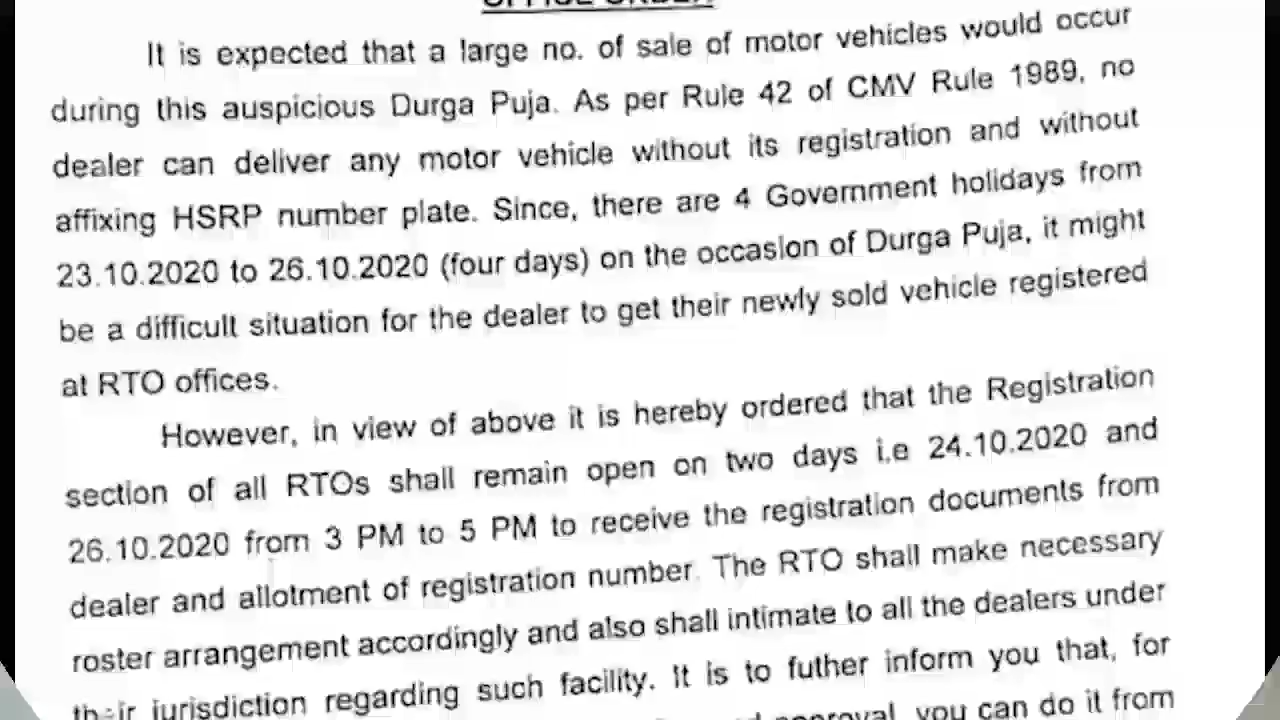 OFFICE ORDER
It is expected that a large no. of sale of motor vehicles would occur
during this auspicious Durga Puja. As per Rule 42 of CMV Rule 1989, no
dealer can deliver any motor vehicle without its registration and without
affixing HSRP number plate. Since, there are 4 Government holidays from
23.10.2020 to 26.10.2020 (four days) on the occasion of Durga Puja, it might
be a difficult situation for the dealer to get their newly sold vehicle registered
at RTO offices.
However, in view of above it is hereby ordered that the Registration
section of all RTOs shall remain open on two days i.e 24.10.2020 and
26.10.2020 from 3 PM to 5 PM to receive the registration documents from
dealer and allotment of registration number. The RTO shall make necessary
roster arrangement accordingly and also shall intimate to all the dealers under
their jurisdiction regarding such facility. It is to futher inform you that, for
approval, you can do it from